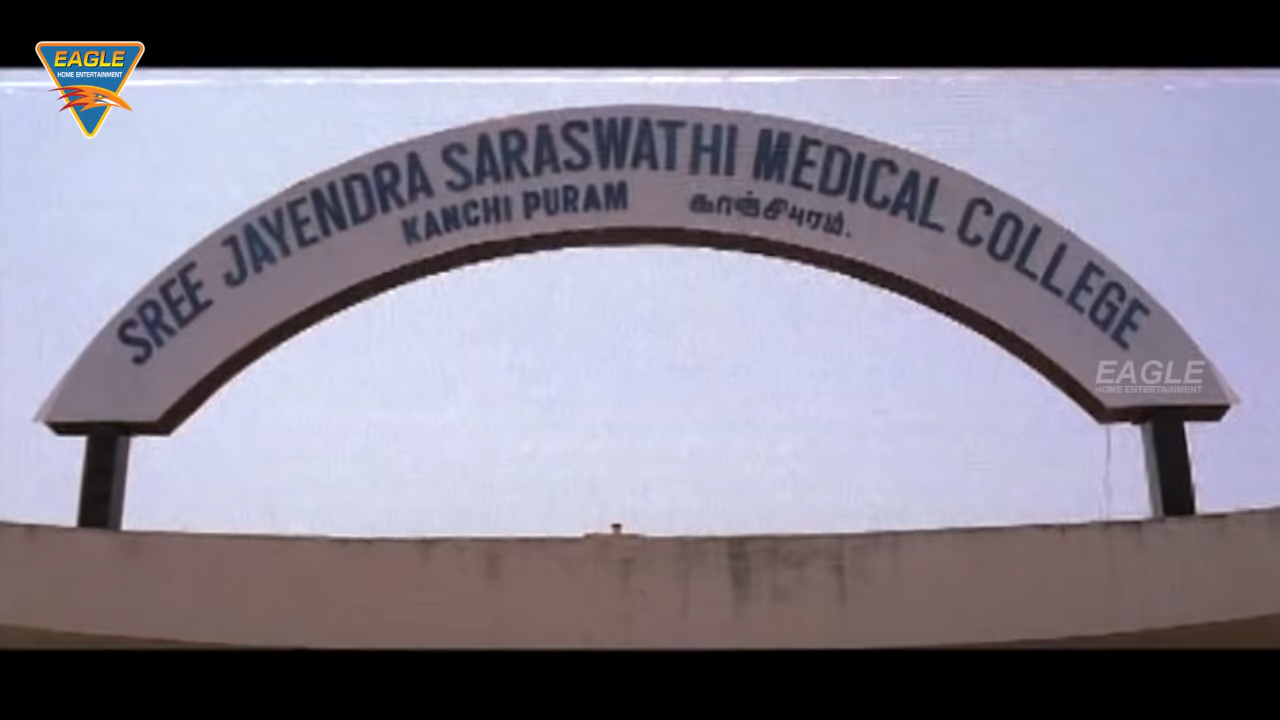 EAGLE
HOME ENTERTAINMENT
SREE JAYENDRA SARASWATHI MEDICAL COLLEGE
KANCHI PURAM காஞ்சிபுரம்.
EAGLE
HOME ENTERTAINMENT